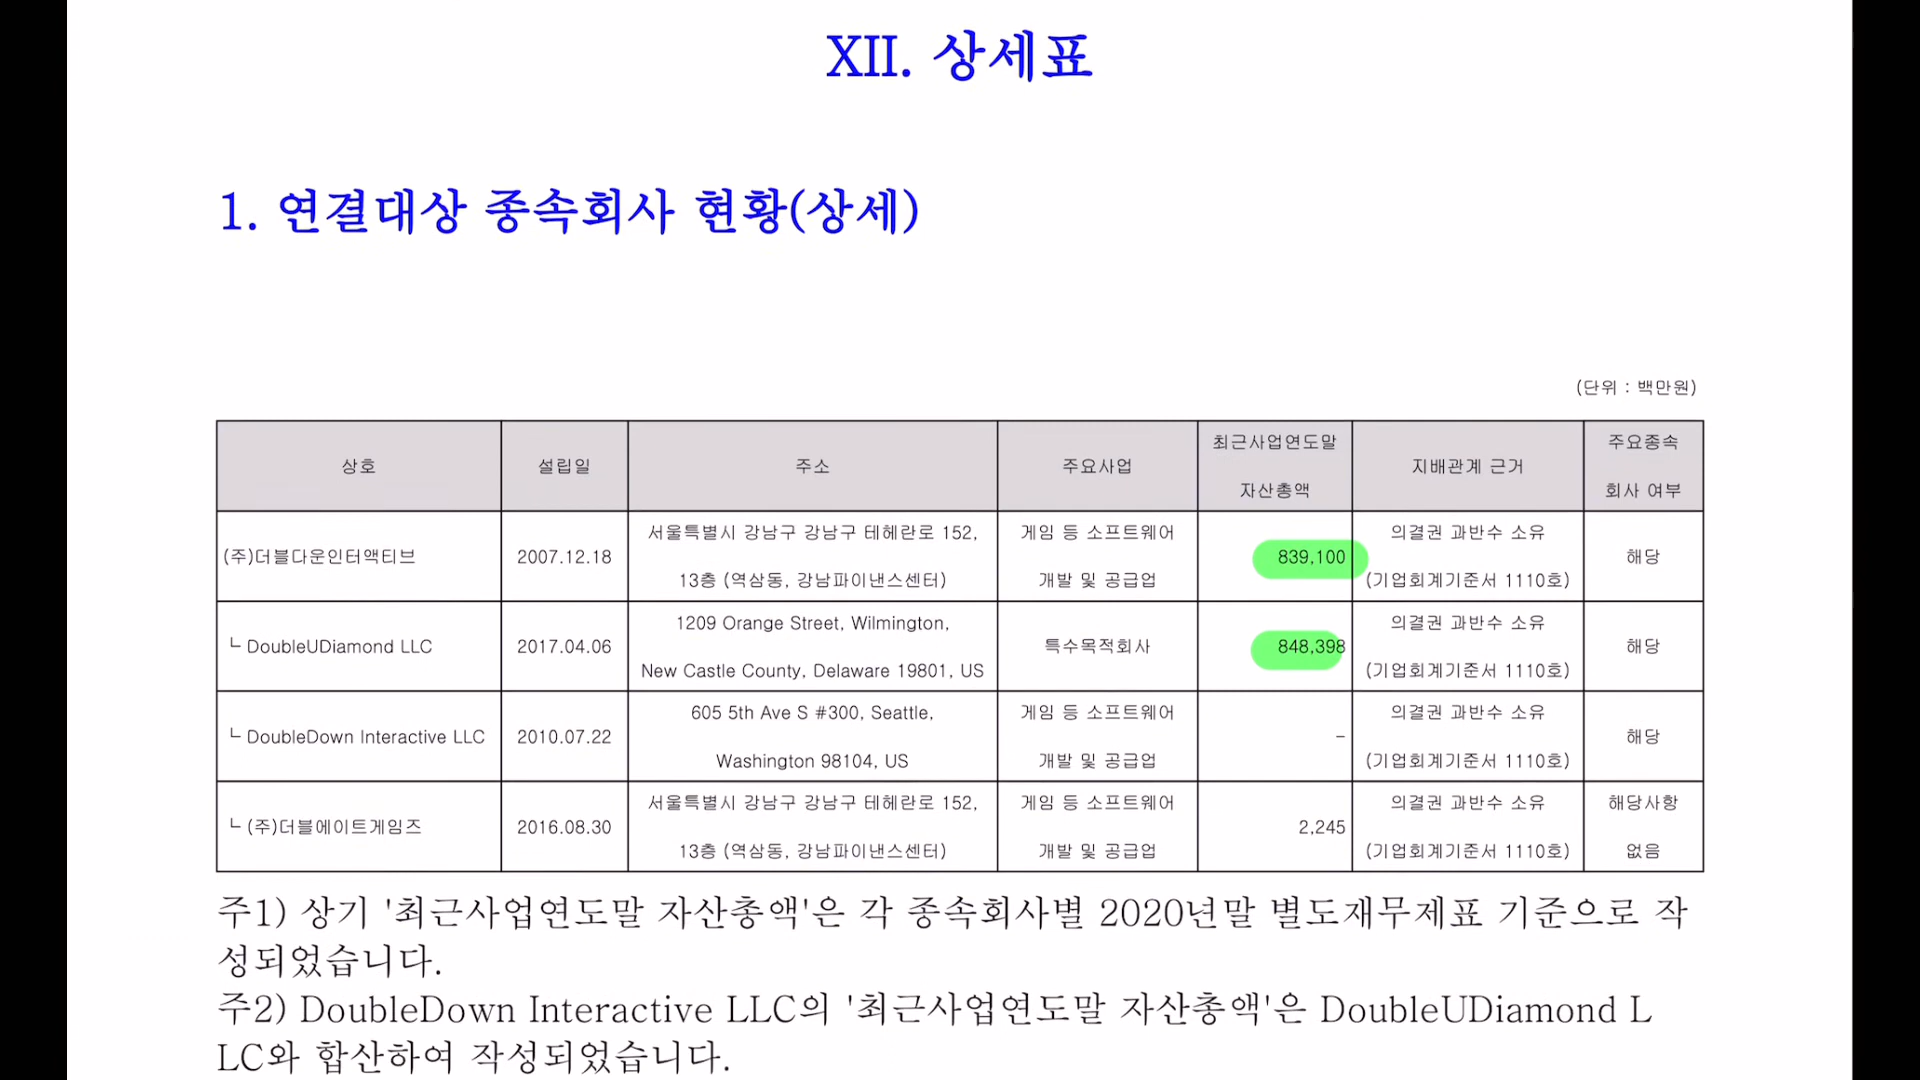 XII. 상세표
1. 연결대상 종속회사 현황(상세)
(단위 : 백만원)
상호 설립일 주소 주요사업 최근사업연도말 자산총액 지배관계 근거 주요종속 회사 여부
(주)더블다운인터액티브 2007.12.18 서울특별시 강남구 강남구 테헤란로 152, 13층 (역삼동, 강남파이낸스센터) 게임 등 소프트웨어 개발 및 공급업 839,100 의결권 과반수 소유 (기업회계기준서 1110호) 해당
└ DoubleUDiamond LLC 2017.04.06 1209 Orange Street, Wilmington, New Castle County, Delaware 19801, US 특수목적회사 848,398 의결권 과반수 소유 (기업회계기준서 1110호) 해당
└ DoubleDown Interactive LLC 2010.07.22 605 5th Ave S #300, Seattle, Washington 98104, US 게임 등 소프트웨어 개발 및 공급업 - 의결권 과반수 소유 (기업회계기준서 1110호) 해당
└ (주)더블에이트게임즈 2016.08.30 서울특별시 강남구 강남구 테헤란로 152, 13층 (역삼동, 강남파이낸스센터) 게임 등 소프트웨어 개발 및 공급업 2,245 의결권 과반수 소유 (기업회계기준서 1110호) 해당사항 없음
주1) 상기 '최근사업연도말 자산총액'은 각 종속회사별 2020년말 별도재무제표 기준으로 작
성되었습니다.
주2) DoubleDown Interactive LLC의 '최근사업연도말 자산총액'은 DoubleUDiamond L
LC와 합산하여 작성되었습니다.